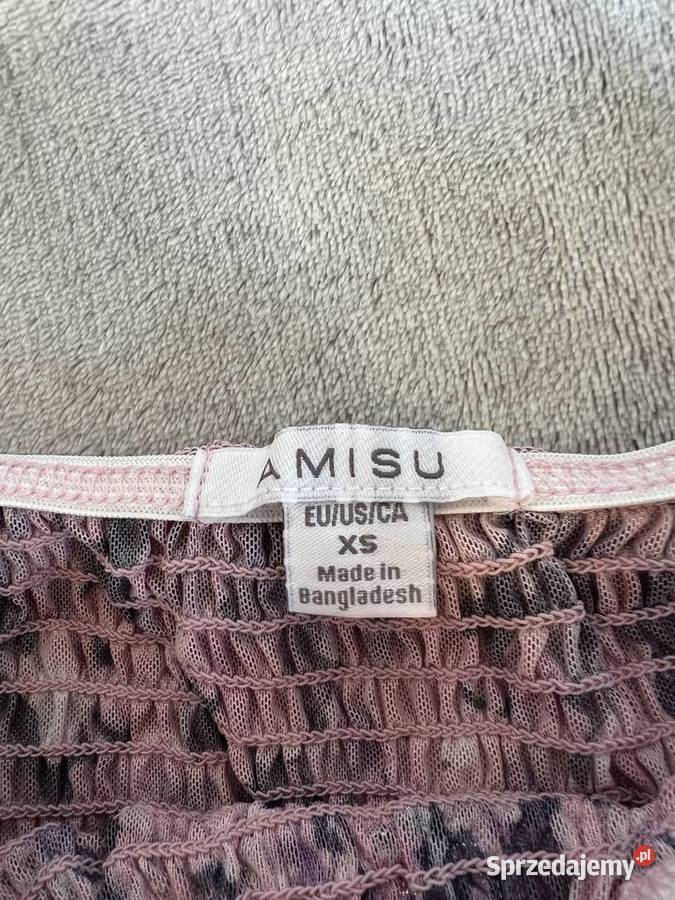 AMISU
EU/US/CA
XS
Made in
Bangladesh
Sprzedajemy.pl